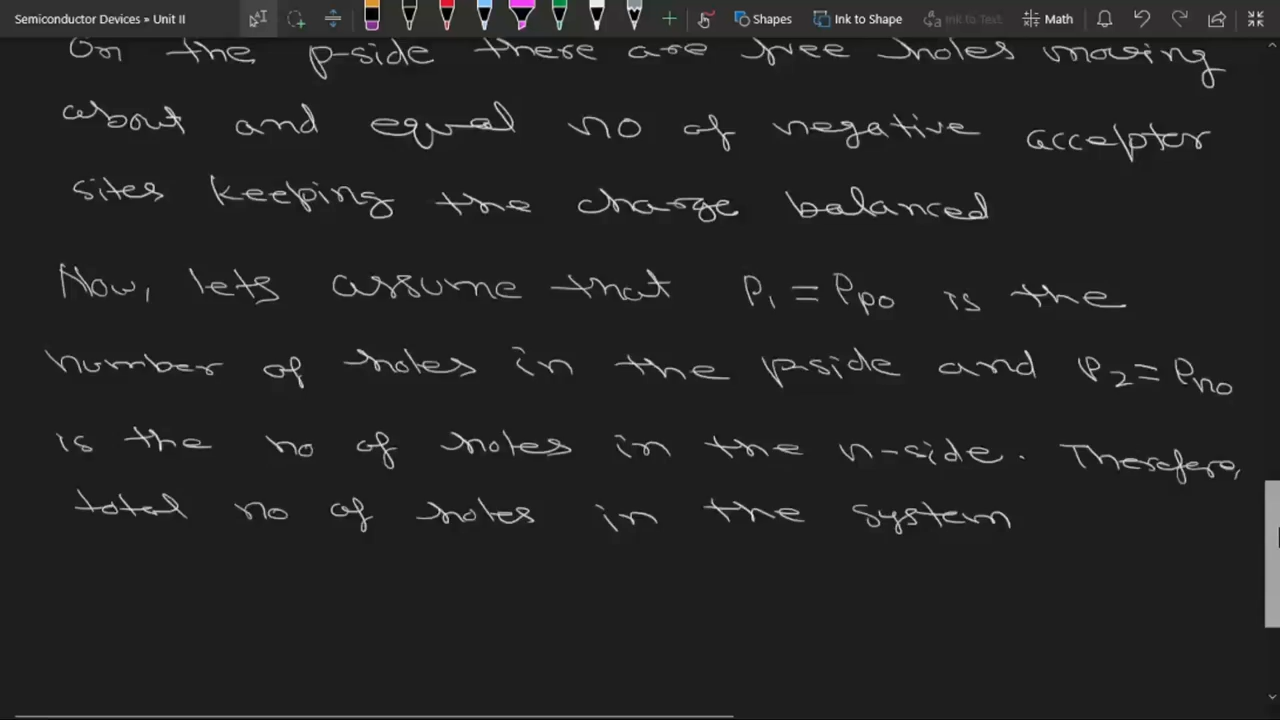 Semiconductor Devices » Unit II
Shapes
Ink to Shape
Ink to Text
Math
On the p-side there are free holes moving
about and equal no of negative acceptor
sites keeping the charge balanced
Now, lets assume that P₁ = Ppo is the
number of holes in the p-side and P₂ = Pno
is the no of holes in the n-side. Therefore,
total no of holes in the system